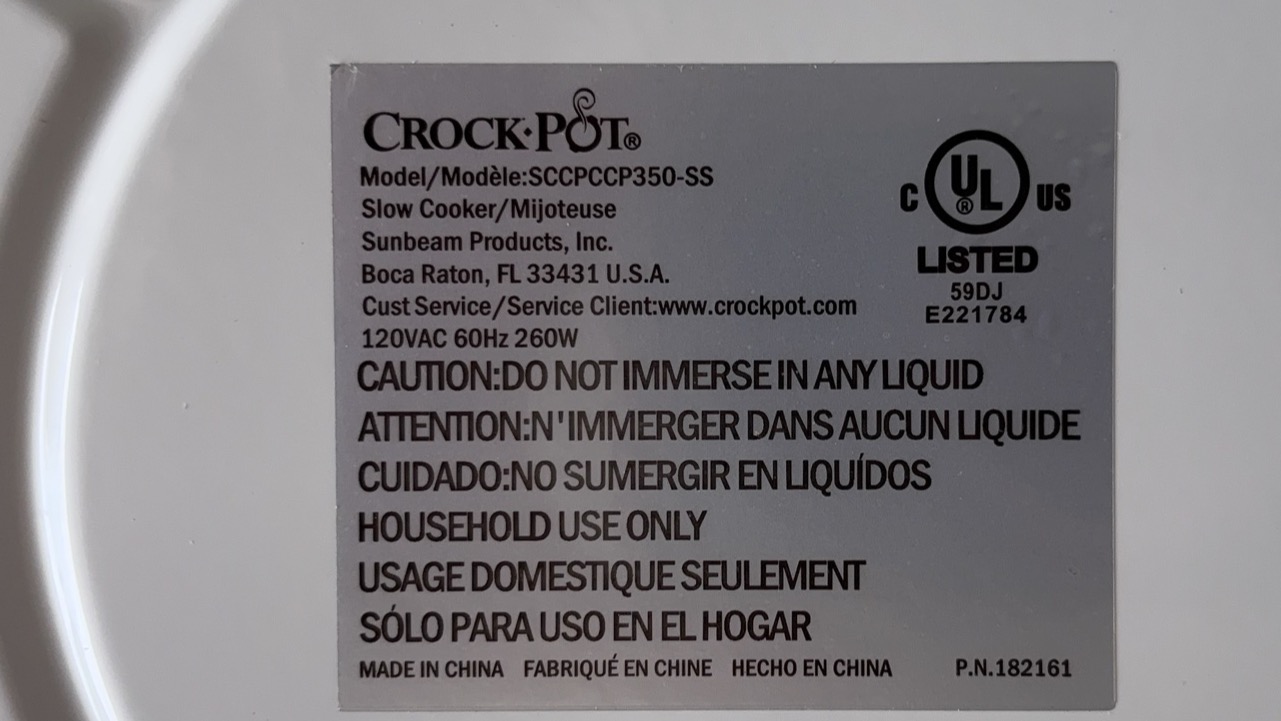 CROCK·POT®
Model/Modèle:SCCPCCP350-SS
Slow Cooker/Mijoteuse
Sunbeam Products, Inc.
Boca Raton, FL 33431 U.S.A.
Cust Service/Service Client:www.crockpot.com
120VAC 60Hz 260W
C UL® US
LISTED
59DJ
E221784
CAUTION:DO NOT IMMERSE IN ANY LIQUID
ATTENTION:N'IMMERGER DANS AUCUN LIQUIDE
CUIDADO:NO SUMERGIR EN LIQUÍDOS
HOUSEHOLD USE ONLY
USAGE DOMESTIQUE SEULEMENT
SÓLO PARA USO EN EL HOGAR
MADE IN CHINA FABRIQUÉ EN CHINE HECHO EN CHINA P.N.182161